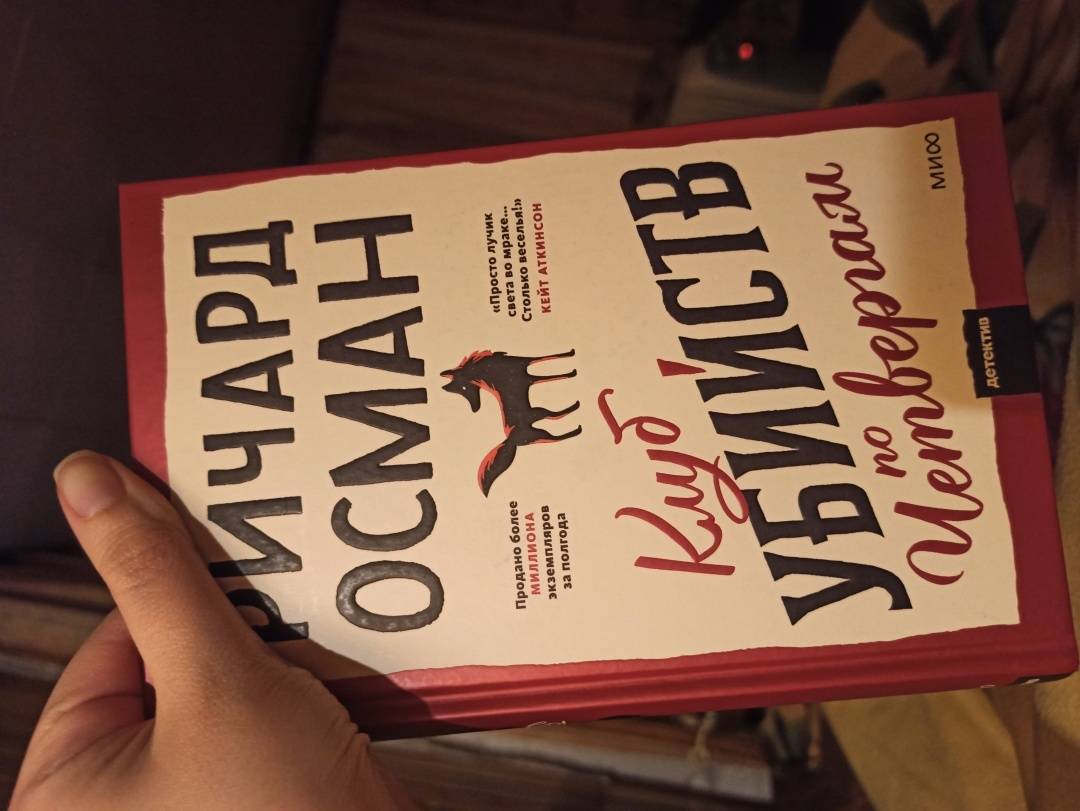 РИЧАРД
ОСМАН
Продано более
МИЛЛИОНА
экземпляров
за полгода
«Просто лучик
света во мраке...
Столько веселья!»
КЕЙТ АТКИНСОН
Клуб
УБИЙСТВ
по
Четвергам
детектив
МИФ